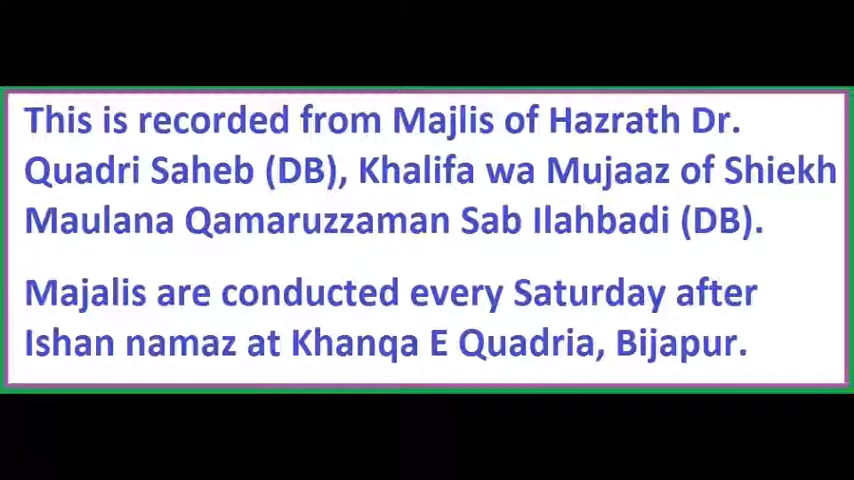 This is recorded from Majlis of Hazrath Dr.
Quadri Saheb (DB), Khalifa wa Mujaaz of Shiekh
Maulana Qamaruzzaman Sab Ilahbadi (DB).
Majalis are conducted every Saturday after
Ishan namaz at Khanqa E Quadria, Bijapur.